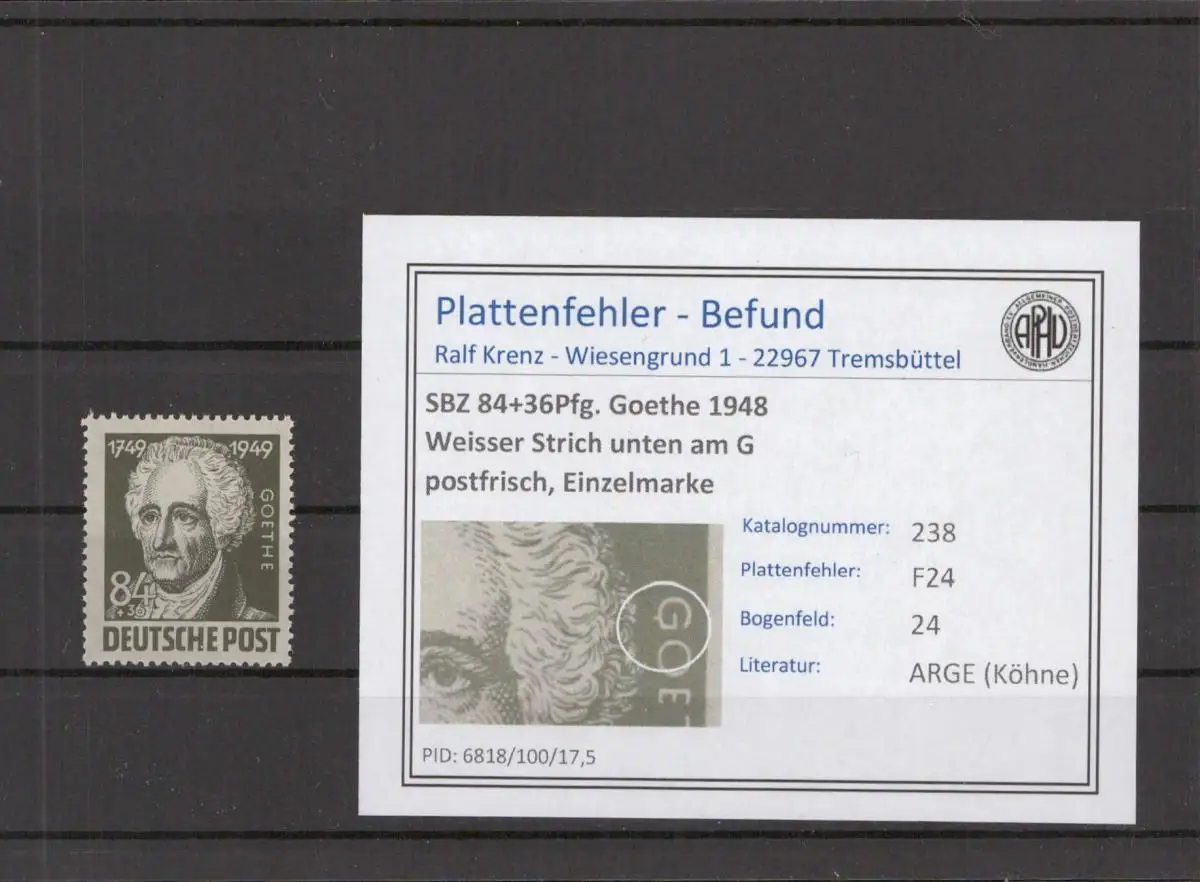 1749 1949
GOETHE
84
+36
DEUTSCHE POST
Plattenfehler - Befund
Ralf Krenz - Wiesengrund 1 - 22967 Tremsbüttel
APHV
SBZ 84+36Pfg. Goethe 1948
Weisser Strich unten am G
postfrisch, Einzelmarke
GOET
Katalognummer: 238
Plattenfehler: F24
Bogenfeld: 24
Literatur: ARGE (Köhne)
PID: 6818/100/17,5